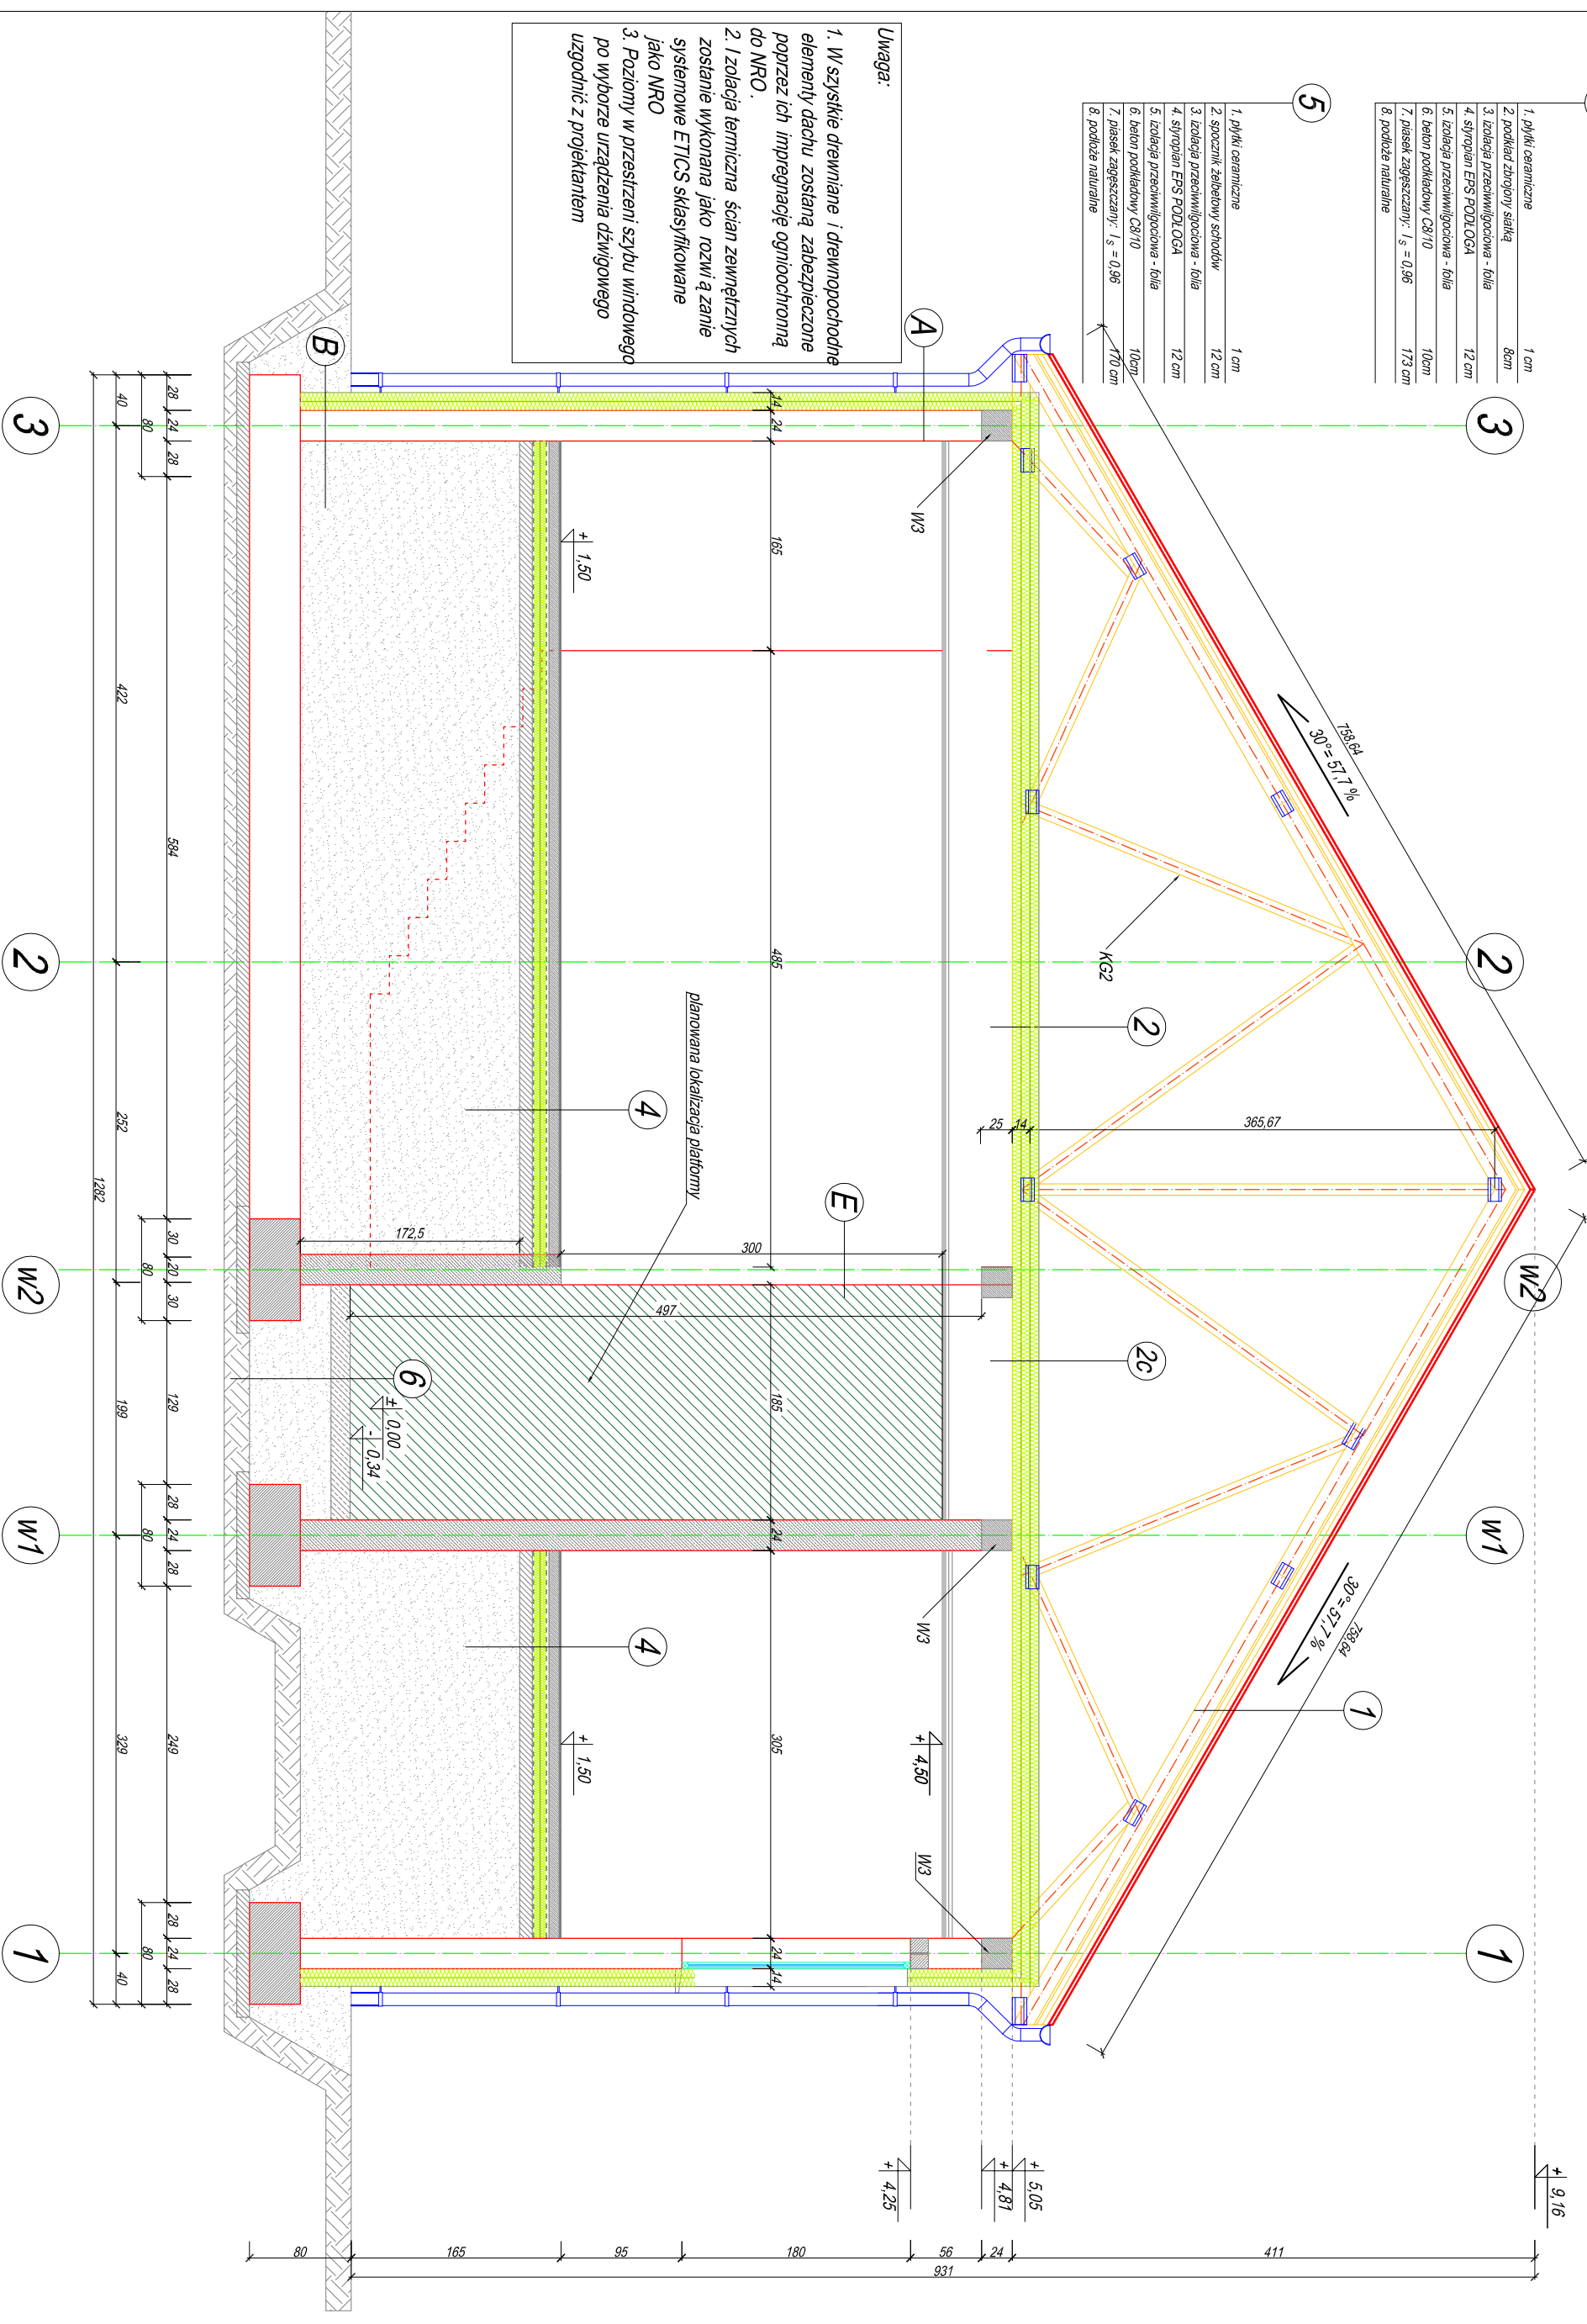 1. płytki ceramiczne 1 cm
2. podkład zbrojony siatką 8cm
3. izolacja przeciwwilgociowa - folia
4. styropian EPS PODŁOGA 12 cm
5. izolacja przeciwwilgociowa - folia
6. beton podkładowy C8/10 10cm
7. piasek zagęszczany: I s = 0,96 173 cm
8. podłoże naturalne
5
1. płytki ceramiczne 1 cm
2. spocznik żelbetowy schodów 12 cm
3. izolacja przeciwwilgociowa - folia
4. styropian EPS PODŁOGA 12 cm
5. izolacja przeciwwilgociowa - folia
6. beton podkładowy C8/10 10cm
7. piasek zagęszczany: I s = 0,96 170 cm
8. podłoże naturalne
Uwaga:
1. W szystkie drewniane i drewnopochodne
elementy dachu zostaną zabezpieczone
poprzez ich impregnację ogniochronną
do NRO .
2. I zolacja termiczna ścian zewnętrznych
zostanie wykonana jako rozwi ą zanie
systemowe ETICS sklasyfikowane
jako NRO
3. Poziomy w przestrzeni szybu windowego
po wyborze urządzenia dźwigowego
uzgodnić z projektantem
3
2
W2
W1
1
758,64
30°= 57,7 %
758,64
30°= 57,7 %
1
KG2
2
2c
365,67
14
25
+ 9,16
+ 5,05
+ 4,81
+ 4,25
A
W3
W3
W3
E
+ 4,50
14
24
165
485
185
24
305
24
14
300
497
planowana lokalizacja platformy
+ 1,50
+ 1,50
4
4
172,5
B
6
± 0,00
- 0,34
411
24
56
180
95
165
80
931
28
24
28
584
30
20
30
129
28
24
28
249
28
24
28
80
80
80
80
40
422
252
199
329
40
1282
3
2
W2
W1
1